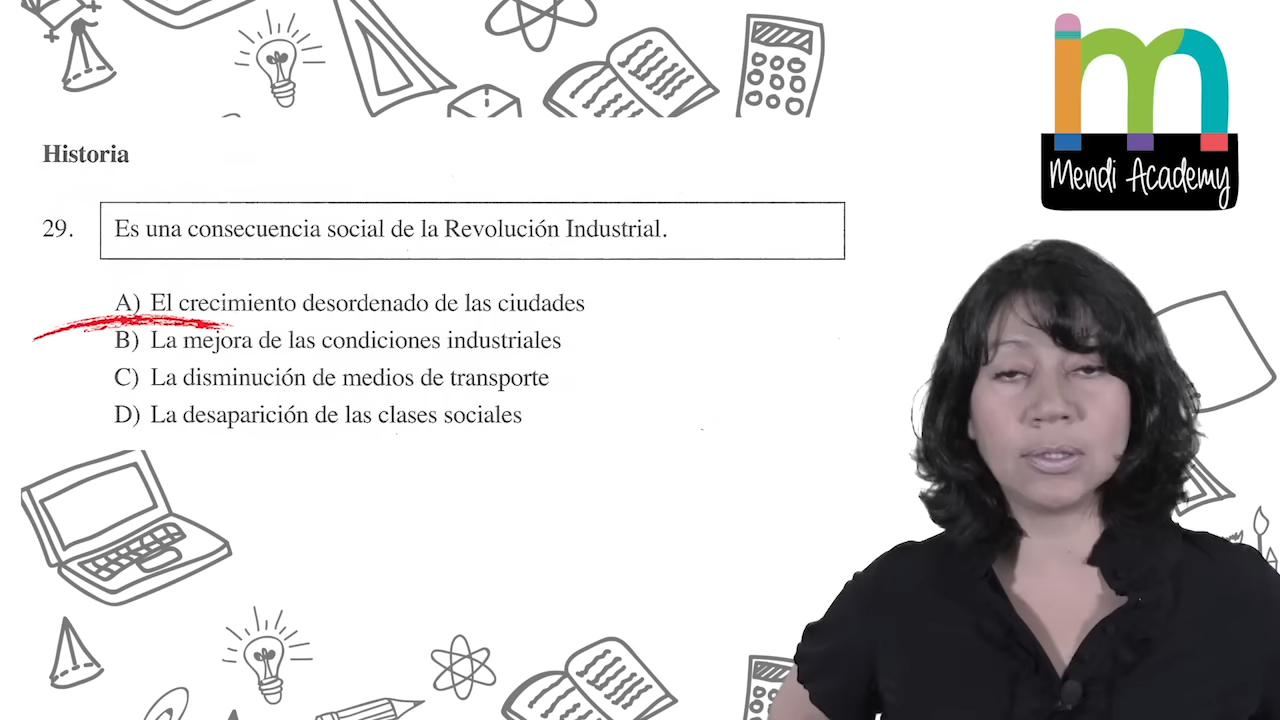 m
Mendi Academy
Historia
29. Es una consecuencia social de la Revolución Industrial.
A) El crecimiento desordenado de las ciudades
B) La mejora de las condiciones industriales
C) La disminución de medios de transporte
D) La desaparición de las clases sociales